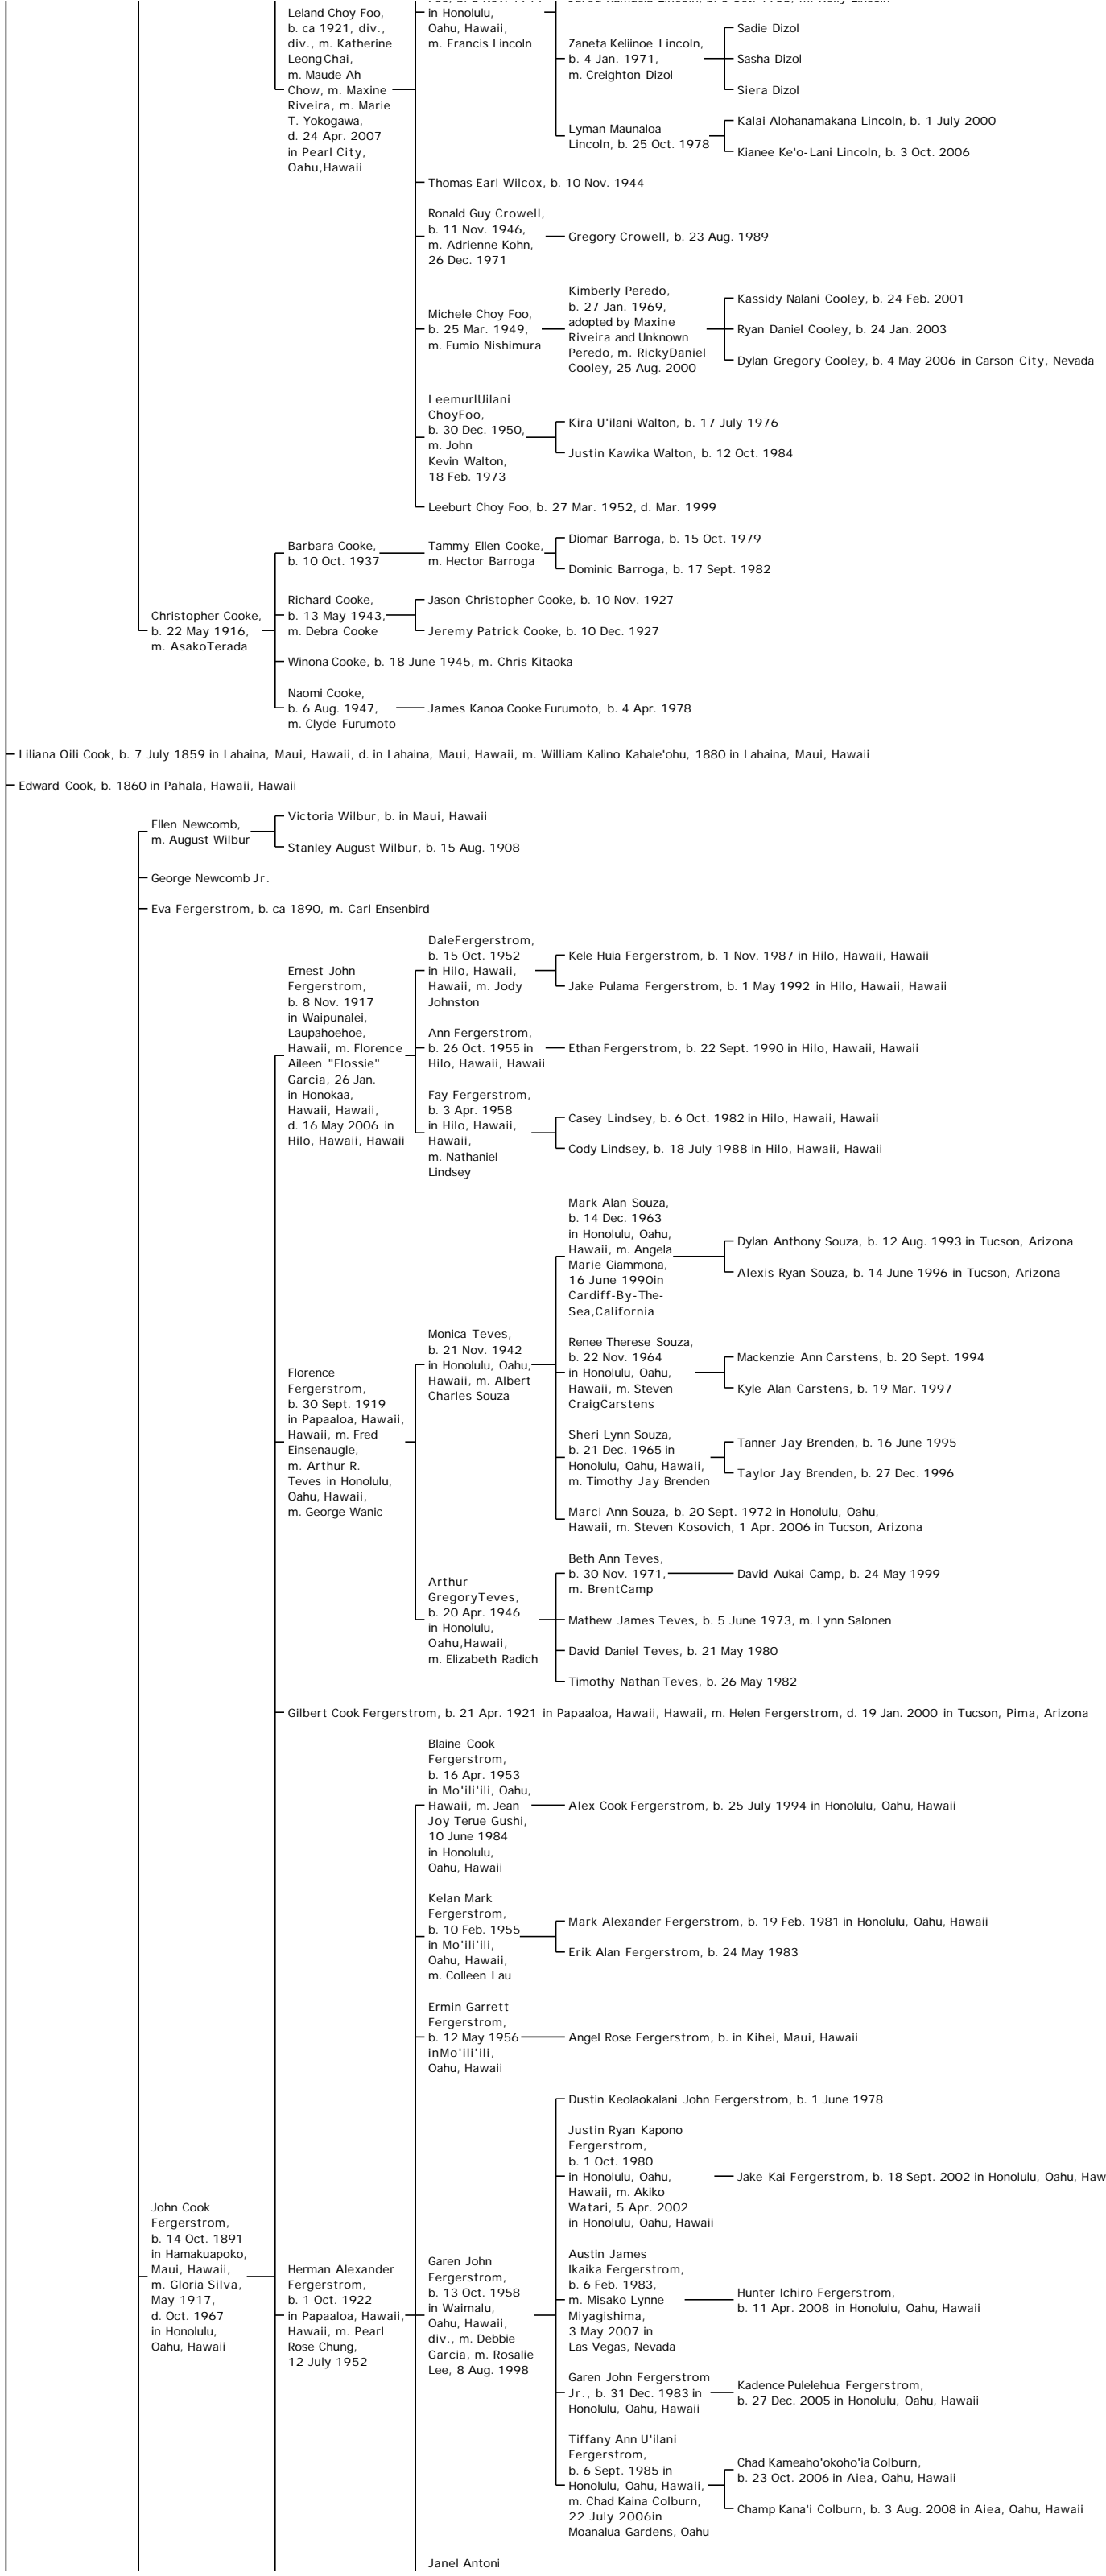 Leland Choy Foo,
b. ca 1921, div.,
div., m. Katherine
LeongChai,
m. Maude Ah
Chow, m. Maxine
Riveira, m. Marie
T. Yokogawa,
d. 24 Apr. 2007
in Pearl City,
Oahu,Hawaii
in Honolulu,
Oahu, Hawaii,
m. Francis Lincoln
Zaneta Keliinoe Lincoln,
b. 4 Jan. 1971,
m. Creighton Dizol
Sadie Dizol
Sasha Dizol
Siera Dizol
Lyman Maunaloa
Lincoln, b. 25 Oct. 1978
Kalai Alohanamakana Lincoln, b. 1 July 2000
Kianee Ke'o-Lani Lincoln, b. 3 Oct. 2006
Thomas Earl Wilcox, b. 10 Nov. 1944
Ronald Guy Crowell,
b. 11 Nov. 1946,
m. Adrienne Kohn,
26 Dec. 1971
Gregory Crowell, b. 23 Aug. 1989
Michele Choy Foo,
b. 25 Mar. 1949,
m. Fumio Nishimura
Kimberly Peredo,
b. 27 Jan. 1969,
adopted by Maxine
Riveira and Unknown
Peredo, m. RickyDaniel
Cooley, 25 Aug. 2000
Kassidy Nalani Cooley, b. 24 Feb. 2001
Ryan Daniel Cooley, b. 24 Jan. 2003
Dylan Gregory Cooley, b. 4 May 2006 in Carson City, Nevada
LeemurlUilani
ChoyFoo,
b. 30 Dec. 1950,
m. John
Kevin Walton,
18 Feb. 1973
Kira U'ilani Walton, b. 17 July 1976
Justin Kawika Walton, b. 12 Oct. 1984
Leeburt Choy Foo, b. 27 Mar. 1952, d. Mar. 1999
Christopher Cooke,
b. 22 May 1916,
m. AsakoTerada
Barbara Cooke,
b. 10 Oct. 1937
Tammy Ellen Cooke,
m. Hector Barroga
Diomar Barroga, b. 15 Oct. 1979
Dominic Barroga, b. 17 Sept. 1982
Richard Cooke,
b. 13 May 1943,
m. Debra Cooke
Jason Christopher Cooke, b. 10 Nov. 1927
Jeremy Patrick Cooke, b. 10 Dec. 1927
Winona Cooke, b. 18 June 1945, m. Chris Kitaoka
Naomi Cooke,
b. 6 Aug. 1947,
m. Clyde Furumoto
James Kanoa Cooke Furumoto, b. 4 Apr. 1978
Liliana Oili Cook, b. 7 July 1859 in Lahaina, Maui, Hawaii, d. in Lahaina, Maui, Hawaii, m. William Kalino Kahale'ohu, 1880 in Lahaina, Maui, Hawaii
Edward Cook, b. 1860 in Pahala, Hawaii, Hawaii
Ellen Newcomb,
m. August Wilbur
Victoria Wilbur, b. in Maui, Hawaii
Stanley August Wilbur, b. 15 Aug. 1908
George Newcomb Jr.
Eva Fergerstrom, b. ca 1890, m. Carl Ensenbird
Ernest John
Fergerstrom,
b. 8 Nov. 1917
in Waipunalei,
Laupahoehoe,
Hawaii, m. Florence
Aileen "Flossie"
Garcia, 26 Jan.
in Honokaa,
Hawaii, Hawaii,
d. 16 May 2006 in
Hilo, Hawaii, Hawaii
DaleFergerstrom,
b. 15 Oct. 1952
in Hilo, Hawaii,
Hawaii, m. Jody
Johnston
Kele Huia Fergerstrom, b. 1 Nov. 1987 in Hilo, Hawaii, Hawaii
Jake Pulama Fergerstrom, b. 1 May 1992 in Hilo, Hawaii, Hawaii
Ann Fergerstrom,
b. 26 Oct. 1955 in
Hilo, Hawaii, Hawaii
Ethan Fergerstrom, b. 22 Sept. 1990 in Hilo, Hawaii, Hawaii
Fay Fergerstrom,
b. 3 Apr. 1958
in Hilo, Hawaii,
Hawaii,
m. Nathaniel
Lindsey
Casey Lindsey, b. 6 Oct. 1982 in Hilo, Hawaii, Hawaii
Cody Lindsey, b. 18 July 1988 in Hilo, Hawaii, Hawaii
Florence
Fergerstrom,
b. 30 Sept. 1919
in Papaaloa, Hawaii,
Hawaii, m. Fred
Einsenaugle,
m. Arthur R.
Teves in Honolulu,
Oahu, Hawaii,
m. George Wanic
Monica Teves,
b. 21 Nov. 1942
in Honolulu, Oahu,
Hawaii, m. Albert
Charles Souza
Mark Alan Souza,
b. 14 Dec. 1963
in Honolulu, Oahu,
Hawaii, m. Angela
Marie Giammona,
16 June 1990in
Cardiff-By-The-
Sea,California
Dylan Anthony Souza, b. 12 Aug. 1993 in Tucson, Arizona
Alexis Ryan Souza, b. 14 June 1996 in Tucson, Arizona
Renee Therese Souza,
b. 22 Nov. 1964
in Honolulu, Oahu,
Hawaii, m. Steven
CraigCarstens
Mackenzie Ann Carstens, b. 20 Sept. 1994
Kyle Alan Carstens, b. 19 Mar. 1997
Sheri Lynn Souza,
b. 21 Dec. 1965 in
Honolulu, Oahu, Hawaii,
m. Timothy Jay Brenden
Tanner Jay Brenden, b. 16 June 1995
Taylor Jay Brenden, b. 27 Dec. 1996
Marci Ann Souza, b. 20 Sept. 1972 in Honolulu, Oahu,
Hawaii, m. Steven Kosovich, 1 Apr. 2006 in Tucson, Arizona
Arthur
GregoryTeves,
b. 20 Apr. 1946
in Honolulu,
Oahu,Hawaii,
m. Elizabeth Radich
Beth Ann Teves,
b. 30 Nov. 1971,
m. BrentCamp
David Aukai Camp, b. 24 May 1999
Mathew James Teves, b. 5 June 1973, m. Lynn Salonen
David Daniel Teves, b. 21 May 1980
Timothy Nathan Teves, b. 26 May 1982
Gilbert Cook Fergerstrom, b. 21 Apr. 1921 in Papaaloa, Hawaii, Hawaii, m. Helen Fergerstrom, d. 19 Jan. 2000 in Tucson, Pima, Arizona
John Cook
Fergerstrom,
b. 14 Oct. 1891
in Hamakuapoko,
Maui, Hawaii,
m. Gloria Silva,
May 1917,
d. Oct. 1967
in Honolulu,
Oahu, Hawaii
Herman Alexander
Fergerstrom,
b. 1 Oct. 1922
in Papaaloa, Hawaii,
Hawaii, m. Pearl
Rose Chung,
12 July 1952
Blaine Cook
Fergerstrom,
b. 16 Apr. 1953
in Mo'ili'ili, Oahu,
Hawaii, m. Jean
Joy Terue Gushi,
10 June 1984
in Honolulu,
Oahu, Hawaii
Alex Cook Fergerstrom, b. 25 July 1994 in Honolulu, Oahu, Hawaii
Kelan Mark
Fergerstrom,
b. 10 Feb. 1955
in Mo'ili'ili,
Oahu, Hawaii,
m. Colleen Lau
Mark Alexander Fergerstrom, b. 19 Feb. 1981 in Honolulu, Oahu, Hawaii
Erik Alan Fergerstrom, b. 24 May 1983
Ermin Garrett
Fergerstrom,
b. 12 May 1956
inMo'ili'ili,
Oahu, Hawaii
Angel Rose Fergerstrom, b. in Kihei, Maui, Hawaii
Garen John
Fergerstrom,
b. 13 Oct. 1958
in Waimalu,
Oahu, Hawaii,
div., m. Debbie
Garcia, m. Rosalie
Lee, 8 Aug. 1998
Dustin Keolaokalani John Fergerstrom, b. 1 June 1978
Justin Ryan Kapono
Fergerstrom,
b. 1 Oct. 1980
in Honolulu, Oahu,
Hawaii, m. Akiko
Watari, 5 Apr. 2002
in Honolulu, Oahu, Hawaii
Jake Kai Fergerstrom, b. 18 Sept. 2002 in Honolulu, Oahu, Haw
Austin James
Ikaika Fergerstrom,
b. 6 Feb. 1983,
m. Misako Lynne
Miyagishima,
3 May 2007 in
Las Vegas, Nevada
Hunter Ichiro Fergerstrom,
b. 11 Apr. 2008 in Honolulu, Oahu, Hawaii
Garen John Fergerstrom
Jr., b. 31 Dec. 1983 in
Honolulu, Oahu, Hawaii
Kadence Pulelehua Fergerstrom,
b. 27 Dec. 2005 in Honolulu, Oahu, Hawaii
Tiffany Ann U'ilani
Fergerstrom,
b. 6 Sept. 1985 in
Honolulu, Oahu, Hawaii,
m. Chad Kaina Colburn,
22 July 2006in
Moanalua Gardens, Oahu
Chad Kameaho'okoho'ia Colburn,
b. 23 Oct. 2006 in Aiea, Oahu, Hawaii
Champ Kana'i Colburn, b. 3 Aug. 2008 in Aiea, Oahu, Hawaii
Janel Antoni